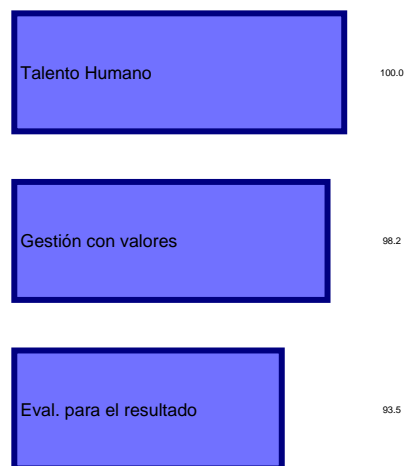 Talento Humano 100.0
Gestión con valores 98.2
Eval. para el resultado 93.5